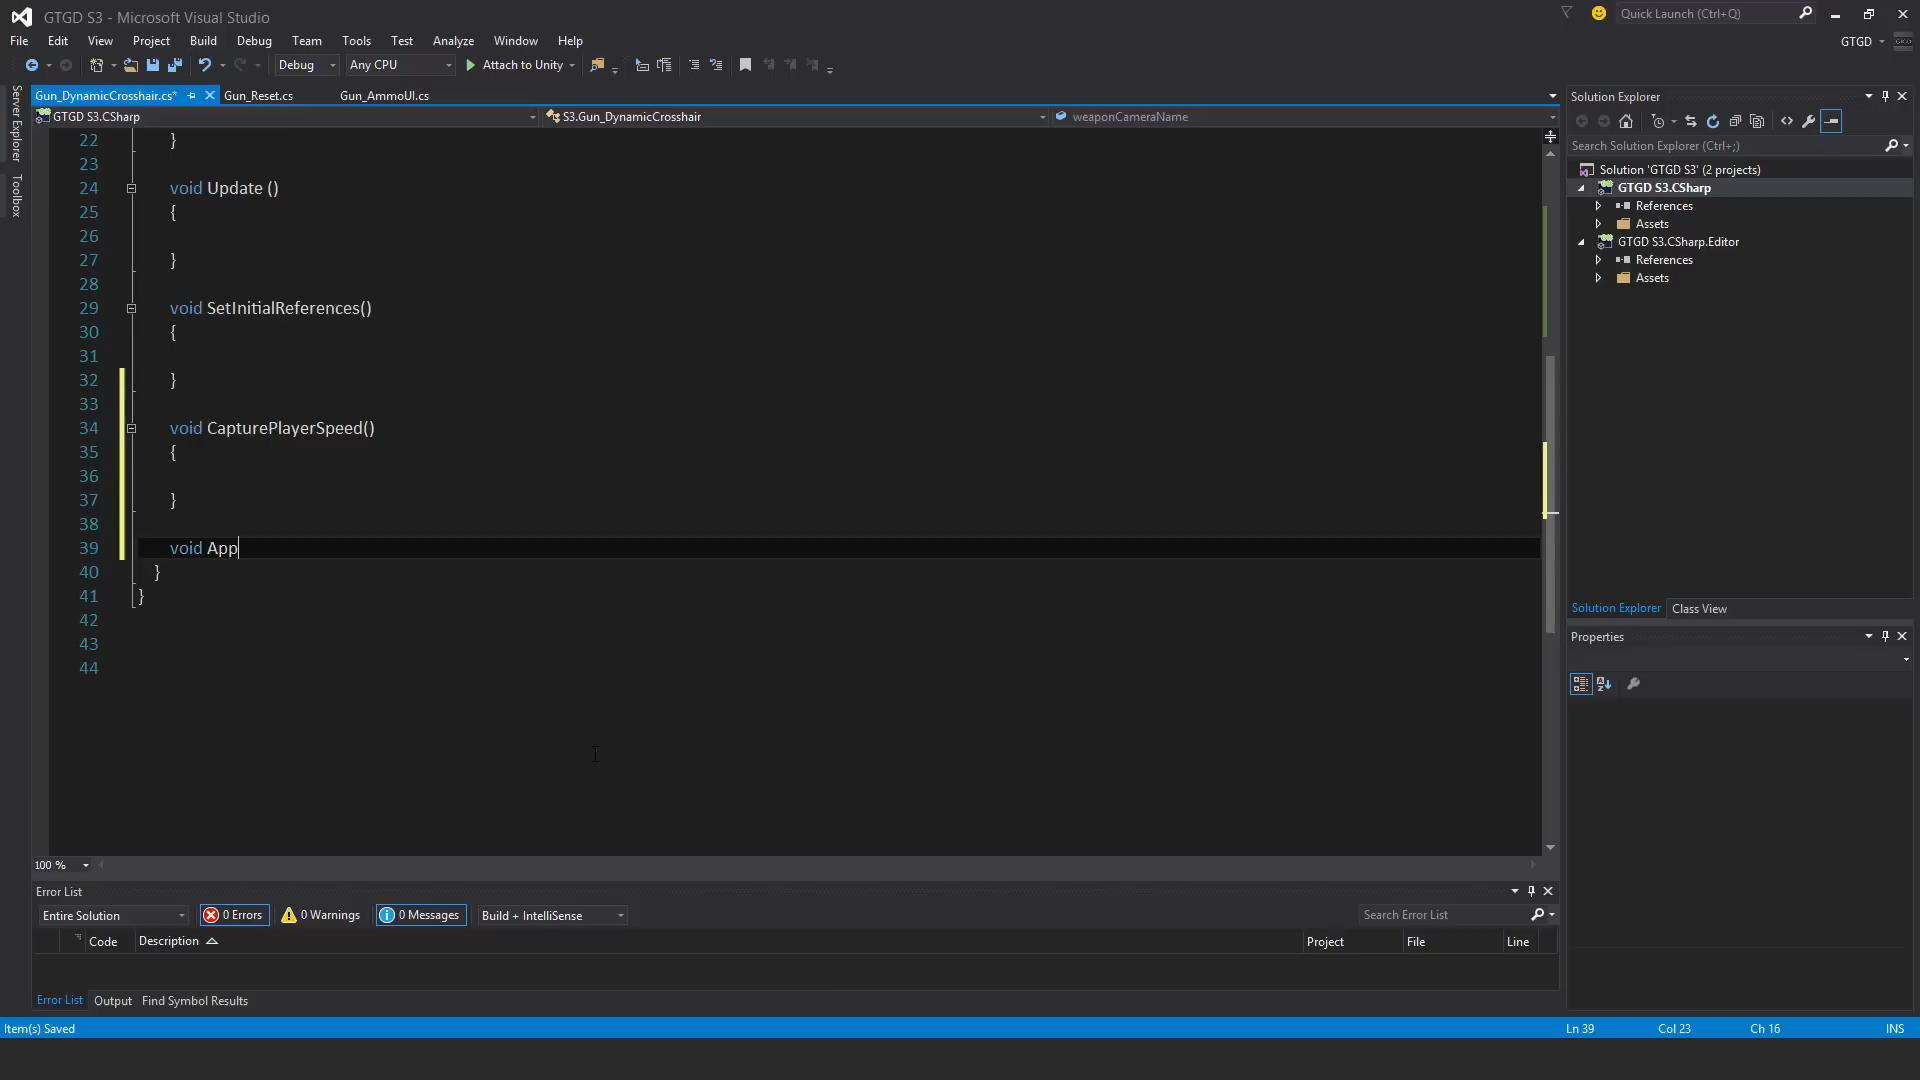 GTGD S3 - Microsoft Visual Studio
Quick Launch (Ctrl+Q)
File Edit View Project Build Debug Team Tools Test Analyze Window Help
GTGD
Debug Any CPU Attach to Unity
Server Explorer
Toolbox
Gun_DynamicCrosshair.cs* Gun_Reset.cs Gun_AmmoUI.cs
GTGD S3.CSharp S3.Gun_DynamicCrosshair weaponCameraName
22 }
23
24 void Update ()
25 {
26
27 }
28
29 void SetInitialReferences()
30 {
31
32 }
33
34 void CapturePlayerSpeed()
35 {
36
37 }
38
39 void App
40 }
41 }
42
43
44
100 %
Solution Explorer
Search Solution Explorer (Ctrl+;)
Solution 'GTGD S3' (2 projects)
GTGD S3.CSharp
References
Assets
GTGD S3.CSharp.Editor
References
Assets
Solution Explorer Class View
Properties
Error List
Entire Solution 0 Errors 0 Warnings 0 Messages Build + IntelliSense Search Error List
Code Description Project File Line
Error List Output Find Symbol Results
Item(s) Saved Ln 39 Col 23 Ch 16 INS